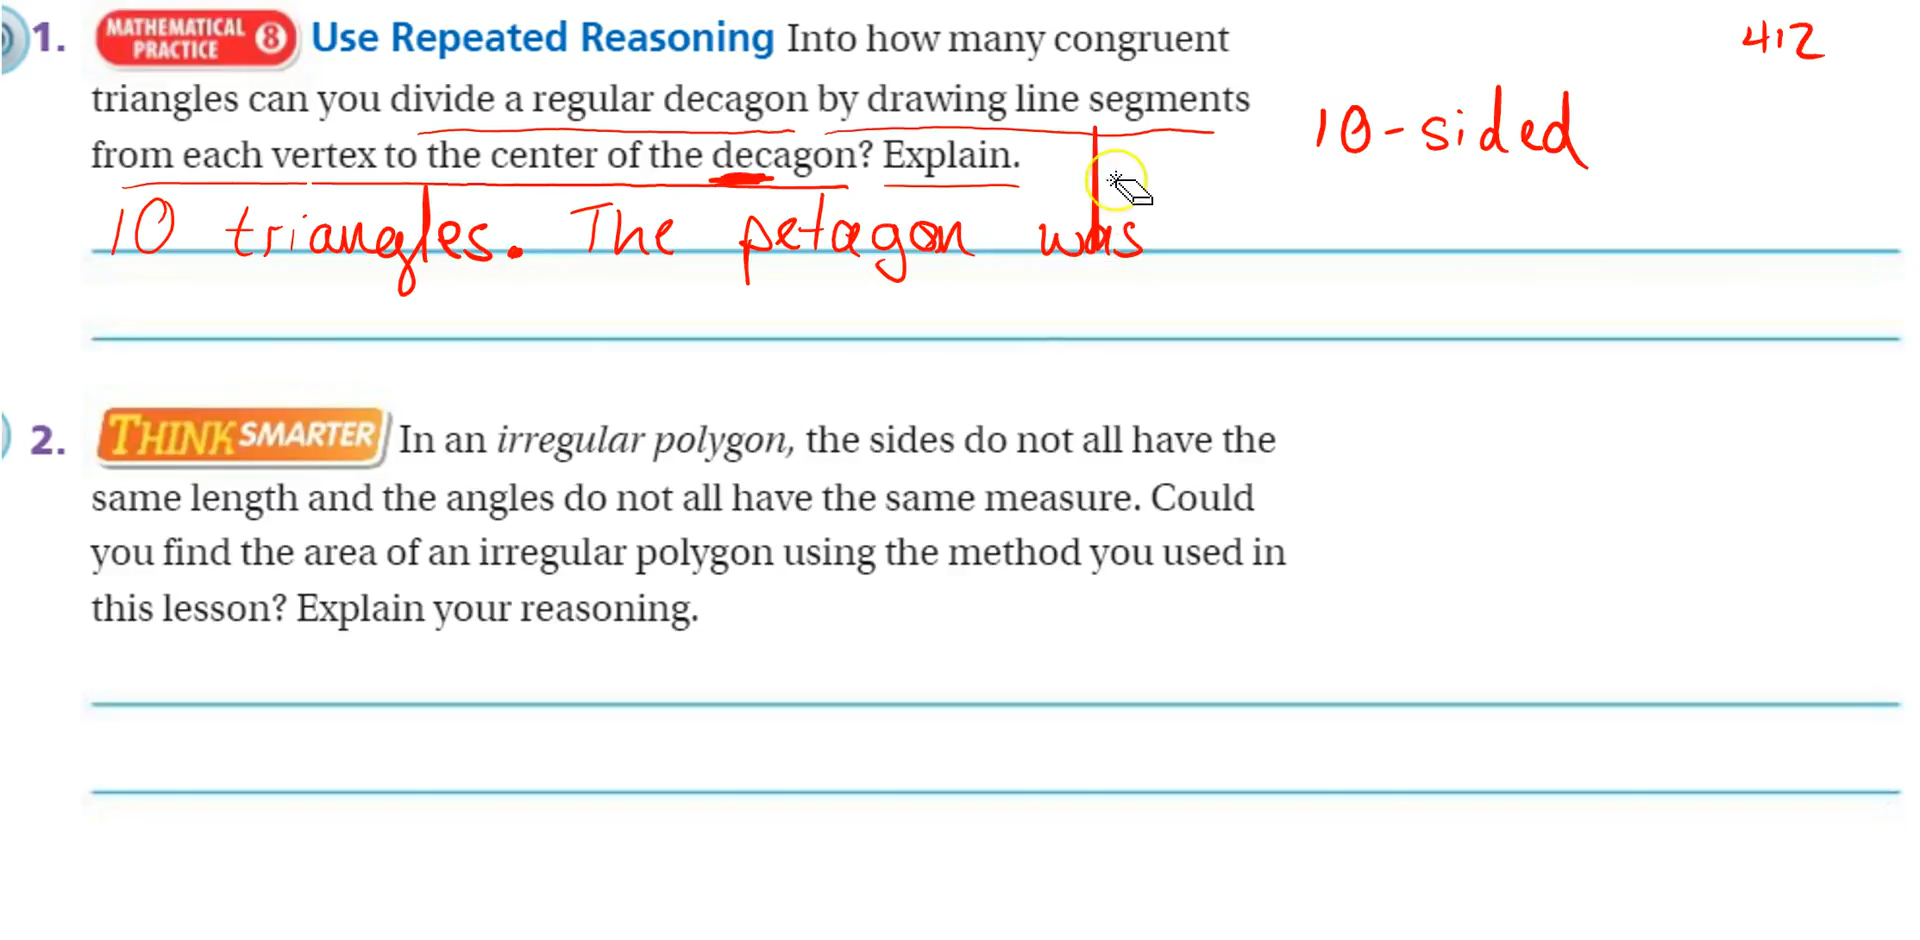 1. MATHEMATICAL PRACTICE 8 Use Repeated Reasoning Into how many congruent
412
triangles can you divide a regular decagon by drawing line segments
10-sided
from each vertex to the center of the decagon? Explain.
10 triangles. The petagon was
2. THINK SMARTER In an irregular polygon, the sides do not all have the
same length and the angles do not all have the same measure. Could
you find the area of an irregular polygon using the method you used in
this lesson? Explain your reasoning.